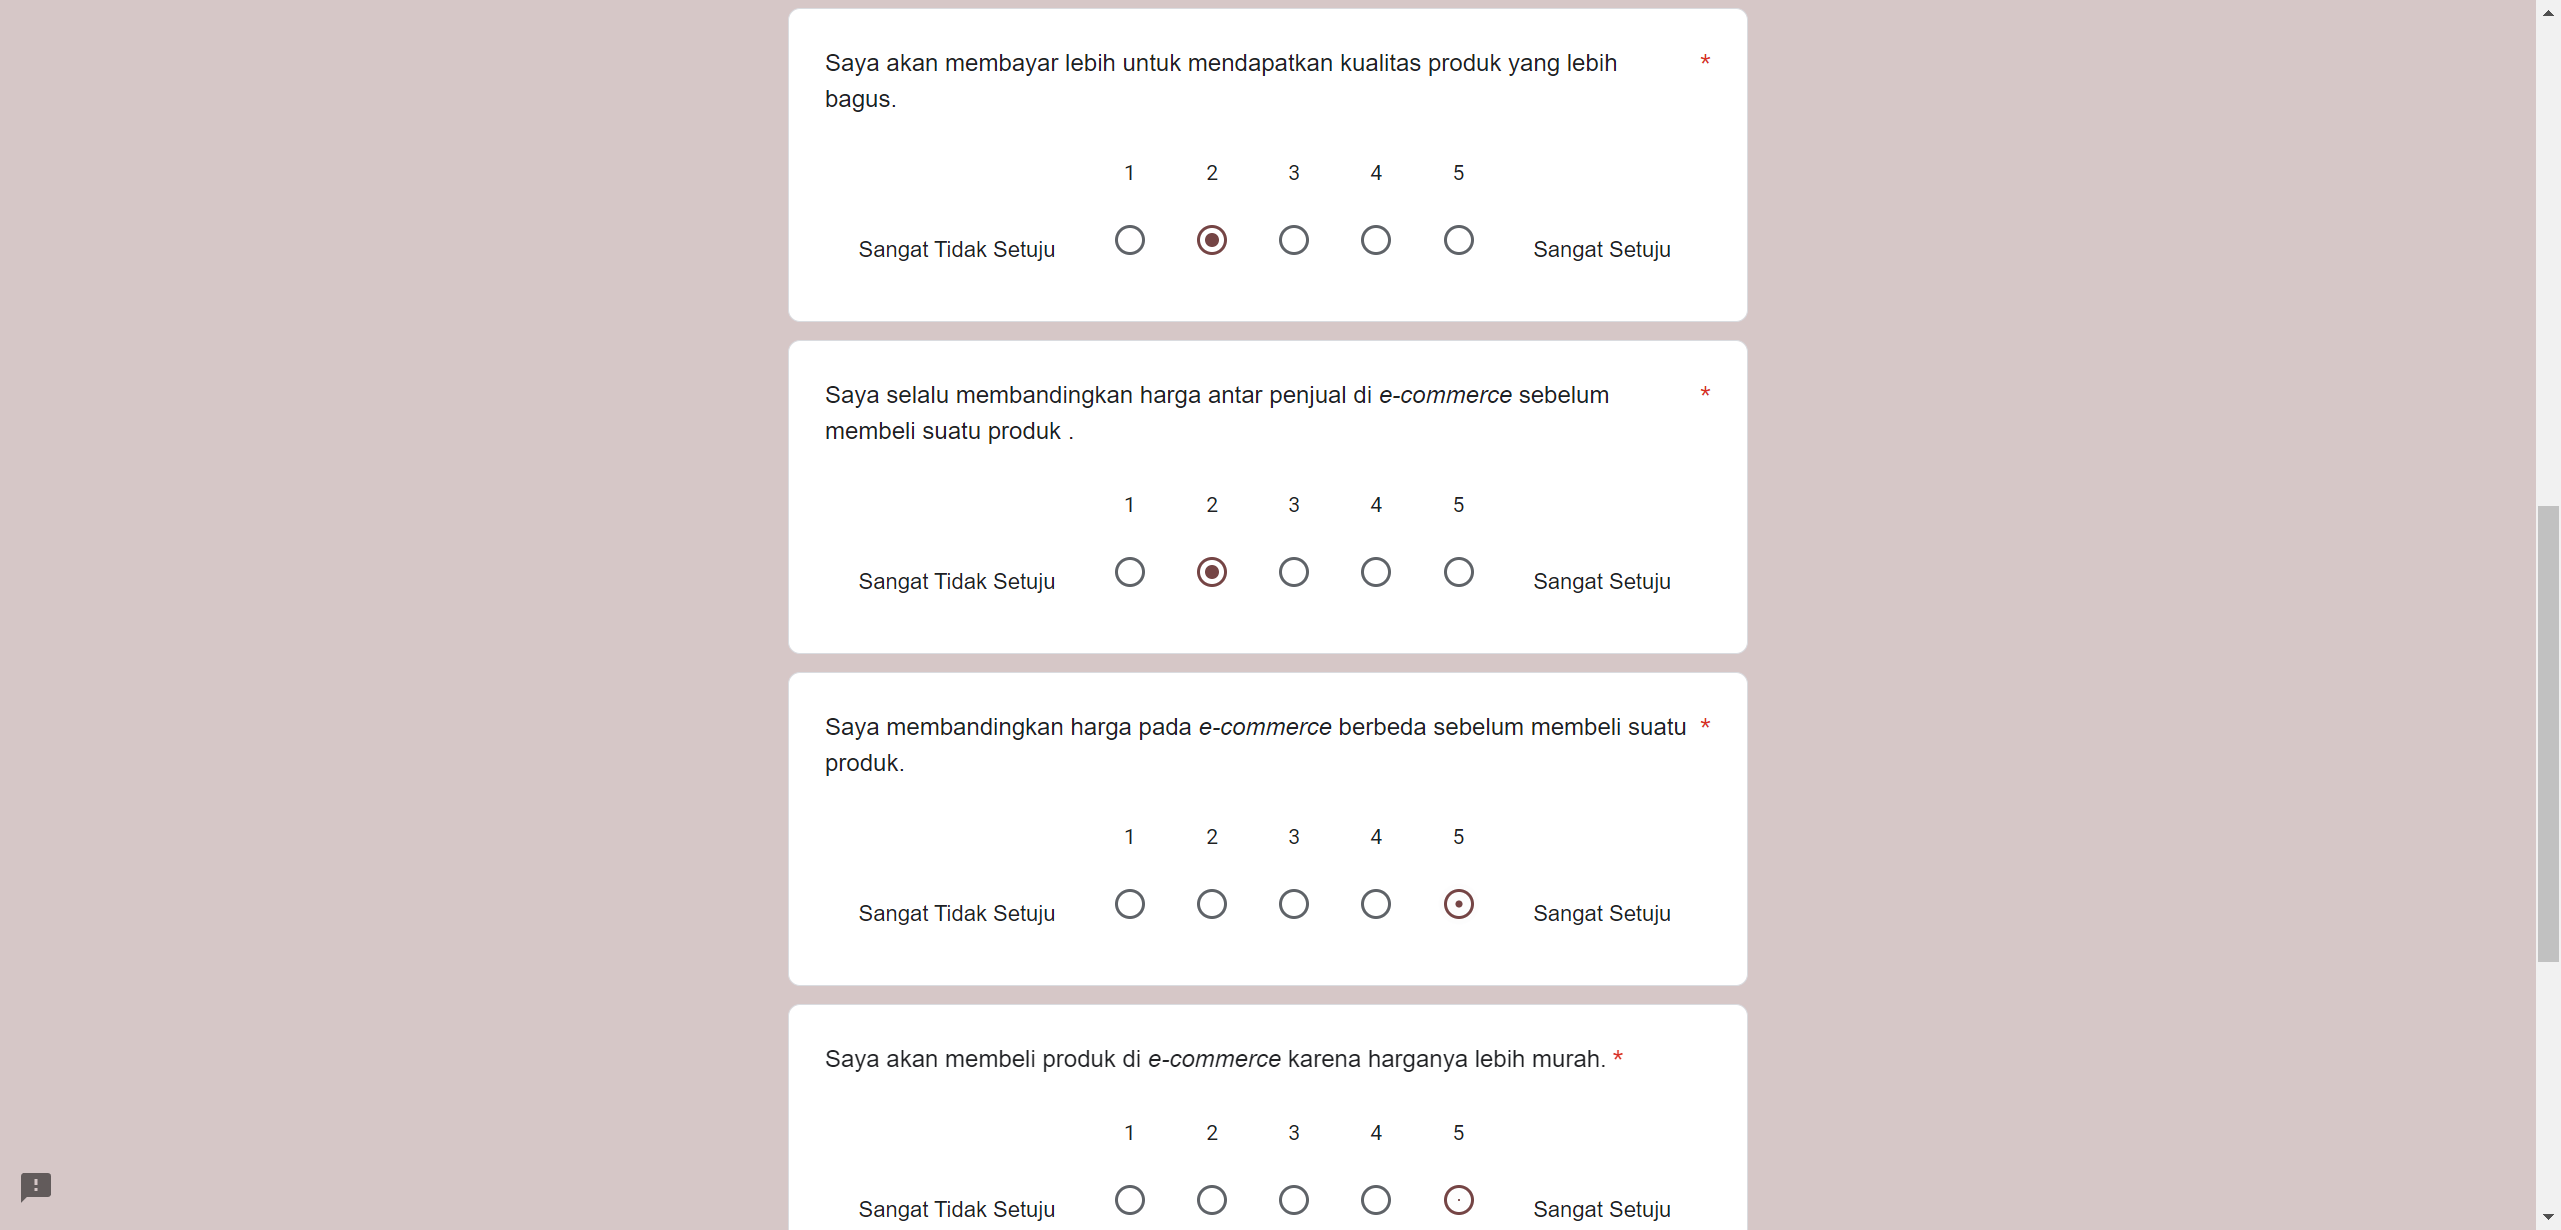 Saya akan membayar lebih untuk mendapatkan kualitas produk yang lebih *
bagus.
1 2 3 4 5
Sangat Tidak Setuju Sangat Setuju
Saya selalu membandingkan harga antar penjual di e-commerce sebelum *
membeli suatu produk .
1 2 3 4 5
Sangat Tidak Setuju Sangat Setuju
Saya membandingkan harga pada e-commerce berbeda sebelum membeli suatu *
produk.
1 2 3 4 5
Sangat Tidak Setuju Sangat Setuju
Saya akan membeli produk di e-commerce karena harganya lebih murah. *
1 2 3 4 5
Sangat Tidak Setuju Sangat Setuju